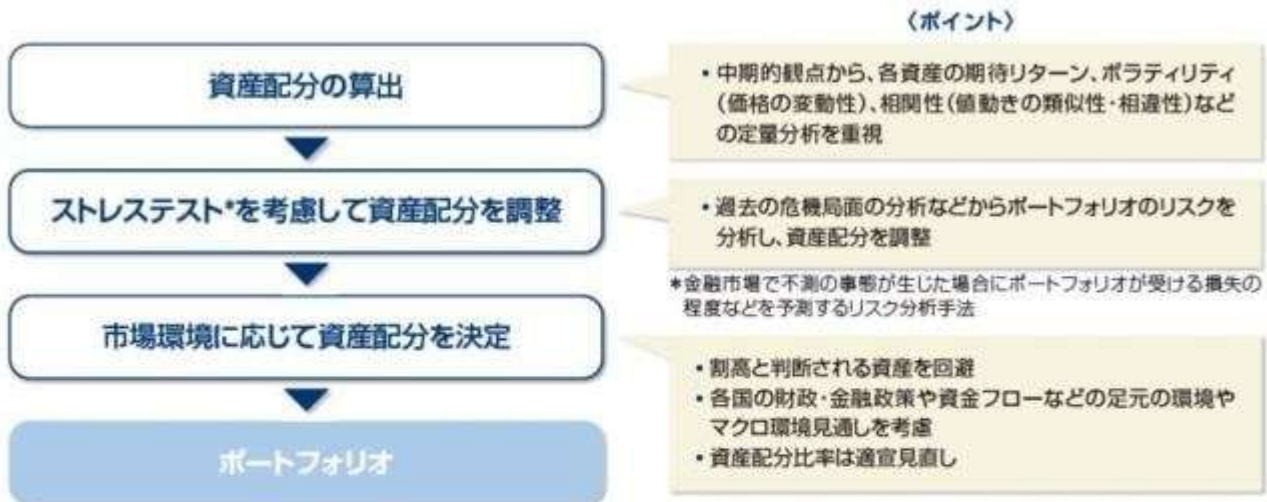 〈ポイント〉
資産配分の算出
・中期的観点から、各資産の期待リターン、ボラティリティ
(価格の変動性)、相関性(値動きの類似性・相違性)など
の定量分析を重視
ストレステスト*を考慮して資産配分を調整
・過去の危機局面の分析などからポートフォリオのリスクを
分析し、資産配分を調整
*金融市場で不測の事態が生じた場合にポートフォリオが受ける損失の
程度などを予測するリスク分析手法
市場環境に応じて資産配分を決定
・割高と判断される資産を回避
・各国の財政・金融政策や資金フローなどの足元の環境や
マクロ環境見通しを考慮
・資産配分比率は適宜見直し
ポートフォリオ